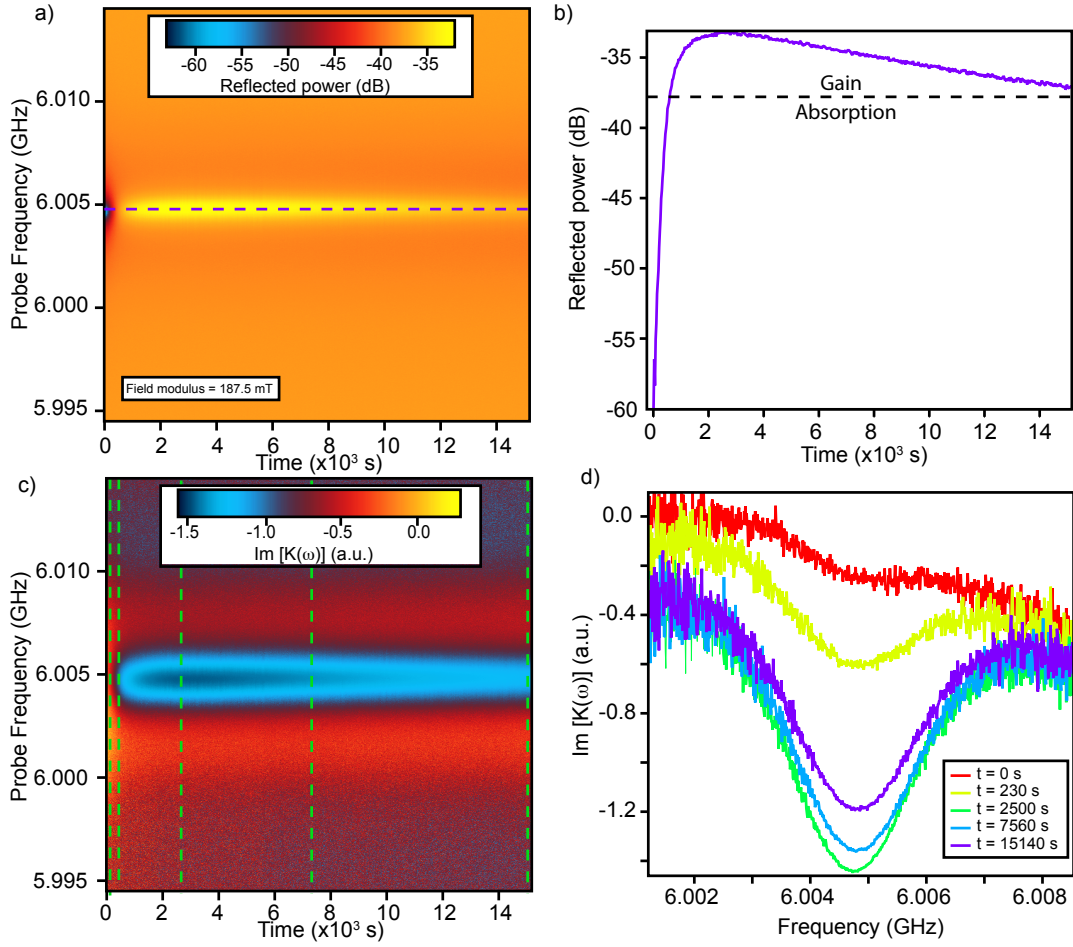 a)
-60 -55 -50 -45 -40 -35
Reflected power (dB)
Probe Frequency (GHz)
6.010
6.005
6.000
5.995
Field modulus = 187.5 mT
0 2 4 6 8 10 12 14
Time (x10³ s)
b)
Reflected power (dB)
-35
-40
-45
-50
-55
-60
Gain
Absorption
0 2 4 6 8 10 12 14
Time (x10³ s)
c)
-1.5 -1.0 -0.5 0.0
Im [K(ω)] (a.u.)
Probe Frequency (GHz)
6.010
6.005
6.000
5.995
0 2 4 6 8 10 12 14
Time (x10³ s)
d)
Im [K(ω)] (a.u.)
0.0
-0.4
-0.8
-1.2
t = 0 s
t = 230 s
t = 2500 s
t = 7560 s
t = 15140 s
6.002 6.004 6.006 6.008
Frequency (GHz)